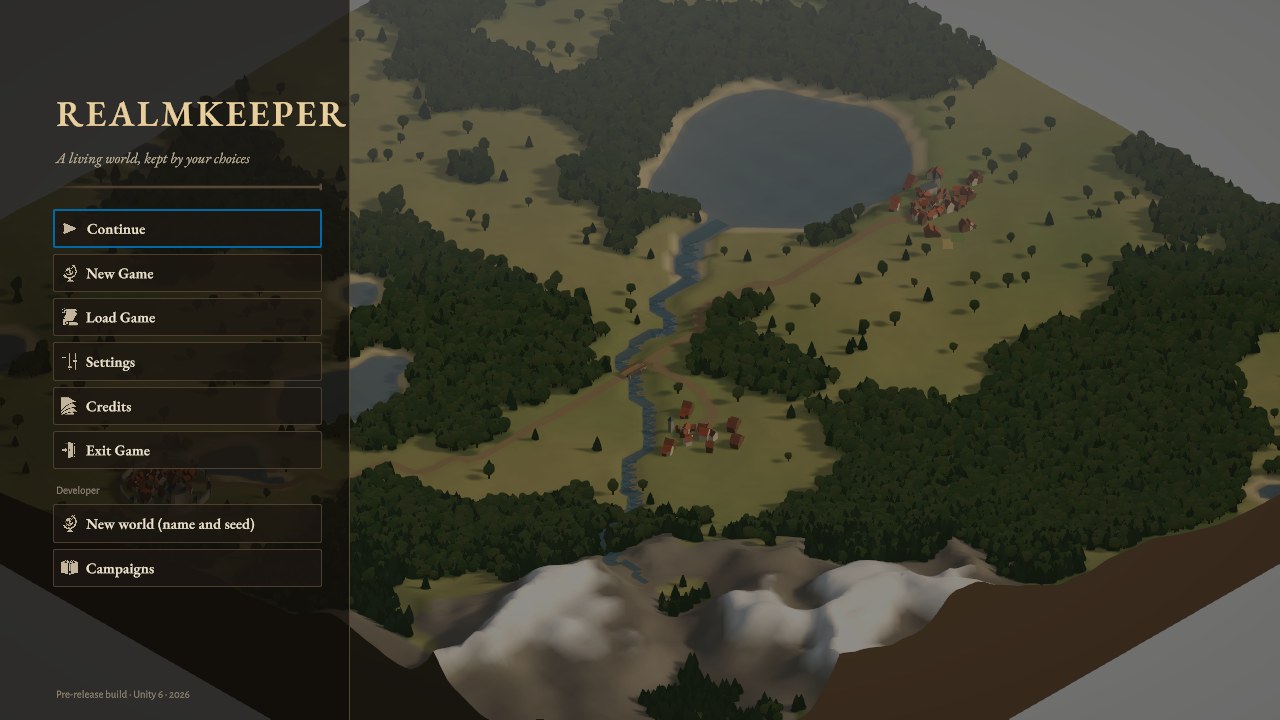 REALMKEEPER
A living world, kept by your choices
Continue
New Game
Load Game
Settings
Credits
Exit Game
Developer
New world (name and seed)
Campaigns
Pre-release build · Unity 6 · 2026